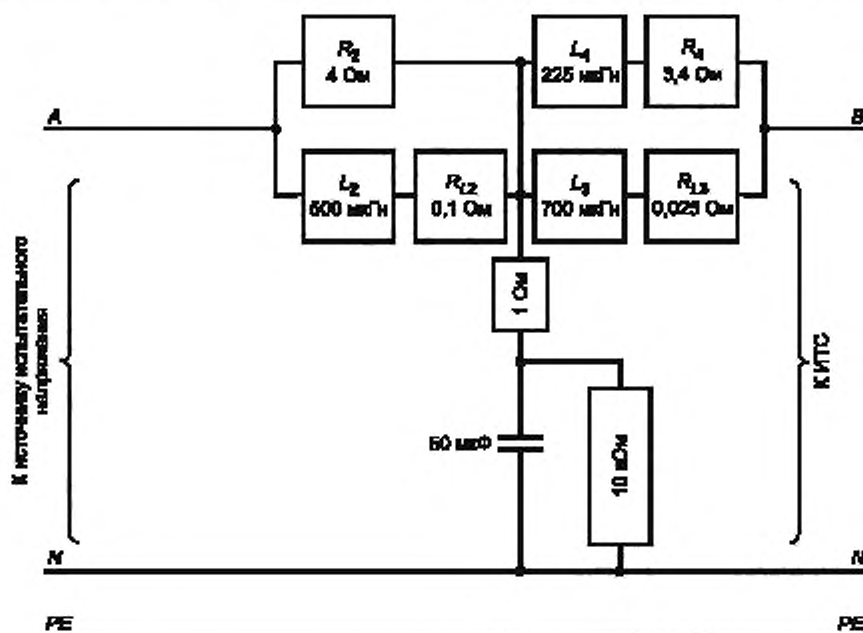 R2
4 Ом
L4
225 мкГн
R4
3,4 Ом
A
B
L2
500 мкГн
RL2
0,1 Ом
L3
700 мкГн
RL3
0,025 Ом
1 Ом
К источнику испытательного
напряжения
К ИТС
50 мкФ
10 кОм
N
N
PE
PE